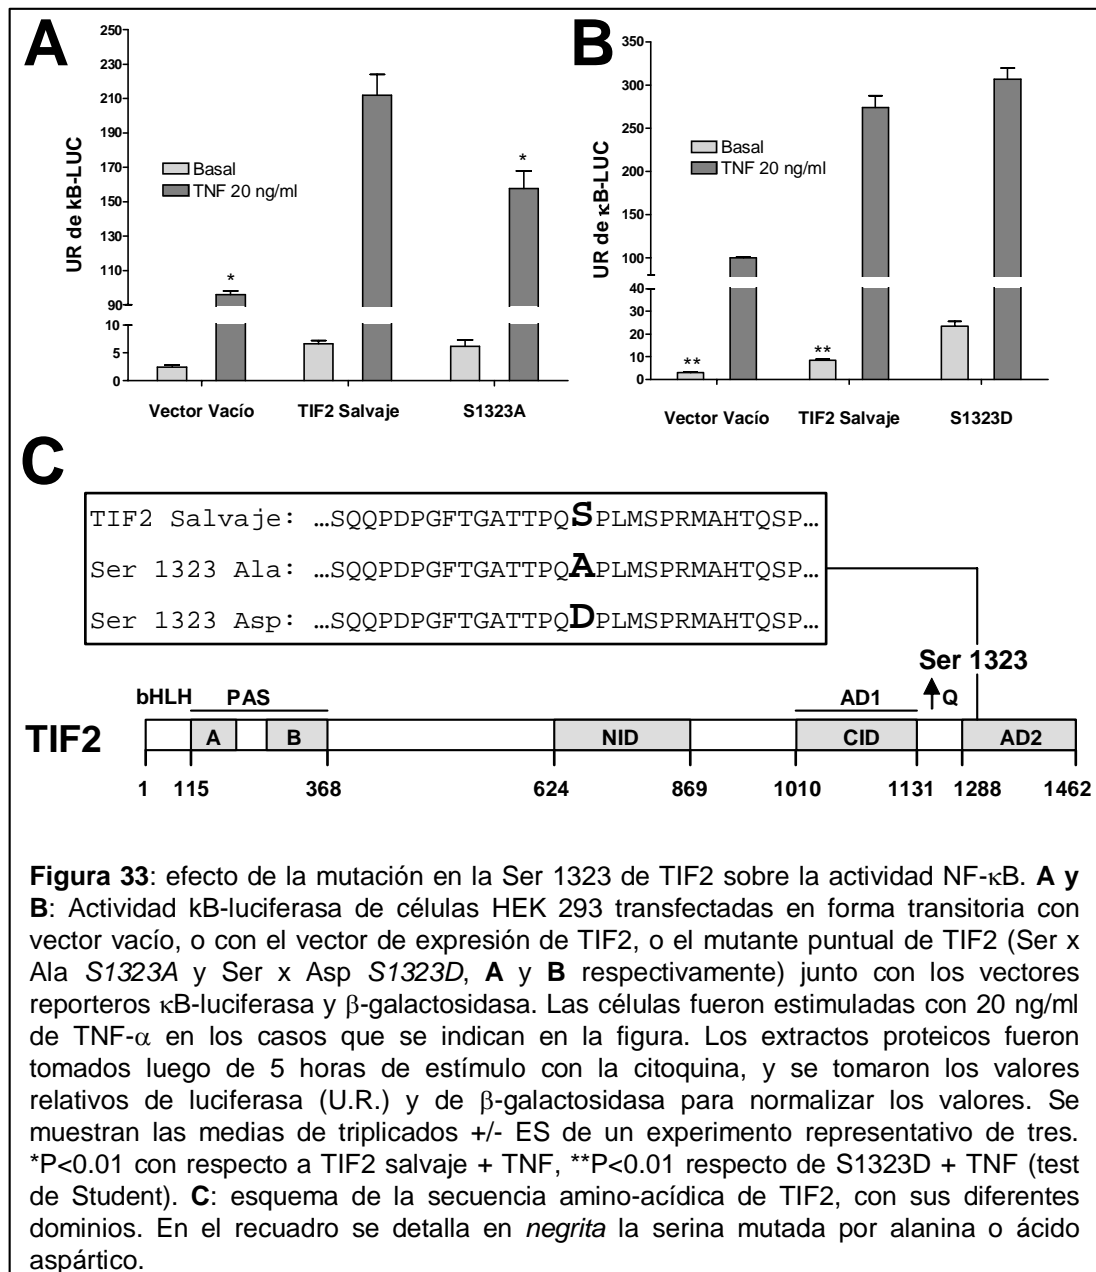 A
B
250
210
170
130
90
10
5
0
UR de kB-LUC
Basal
TNF 20 ng/ml
*
*
Vector Vacío TIF2 Salvaje S1323A
350
300
250
200
150
100
40
30
20
10
0
UR de κB-LUC
Basal
TNF 20 ng/ml
**
**
Vector Vacío TIF2 Salvaje S1323D
C
TIF2 Salvaje: …SQQPDPGFTGATTPQSPLMSPRMAHTQSP…
Ser 1323 Ala: …SQQPDPGFTGATTPQAPLMSPRMAHTQSP…
Ser 1323 Asp: …SQQPDPGFTGATTPQDPLMSPRMAHTQSP…
Ser 1323
bHLH PAS AD1 Q
TIF2 A B NID CID AD2
1 115 368 624 869 1010 1131 1288 1462
Figura 33: efecto de la mutación en la Ser 1323 de TIF2 sobre la actividad NF-κB. A y
B: Actividad kB-luciferasa de células HEK 293 transfectadas en forma transitoria con
vector vacío, o con el vector de expresión de TIF2, o el mutante puntual de TIF2 (Ser x
Ala S1323A y Ser x Asp S1323D, A y B respectivamente) junto con los vectores
reporteros κB-luciferasa y β-galactosidasa. Las células fueron estimuladas con 20 ng/ml
de TNF-α en los casos que se indican en la figura. Los extractos proteicos fueron
tomados luego de 5 horas de estímulo con la citoquina, y se tomaron los valores
relativos de luciferasa (U.R.) y de β-galactosidasa para normalizar los valores. Se
muestran las medias de triplicados +/- ES de un experimento representativo de tres.
*P<0.01 con respecto a TIF2 salvaje + TNF, **P<0.01 respecto de S1323D + TNF (test
de Student). C: esquema de la secuencia amino-acídica de TIF2, con sus diferentes
dominios. En el recuadro se detalla en negrita la serina mutada por alanina o ácido
aspártico.